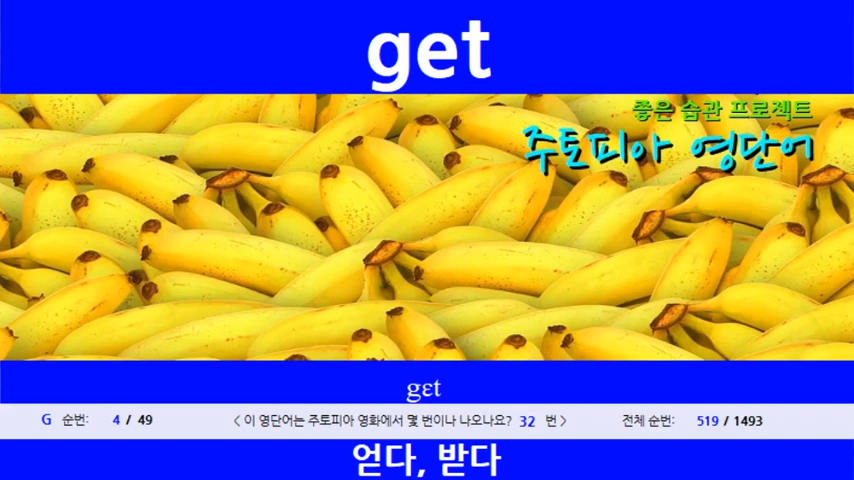 get
좋은 습관 프로젝트
주토피아 영단어
gɛt
G 순번: 4 / 49 < 이 영단어는 주토피아 영화에서 몇 번이나 나오나요? 32 번 > 전체 순번: 519 / 1493
얻다, 받다